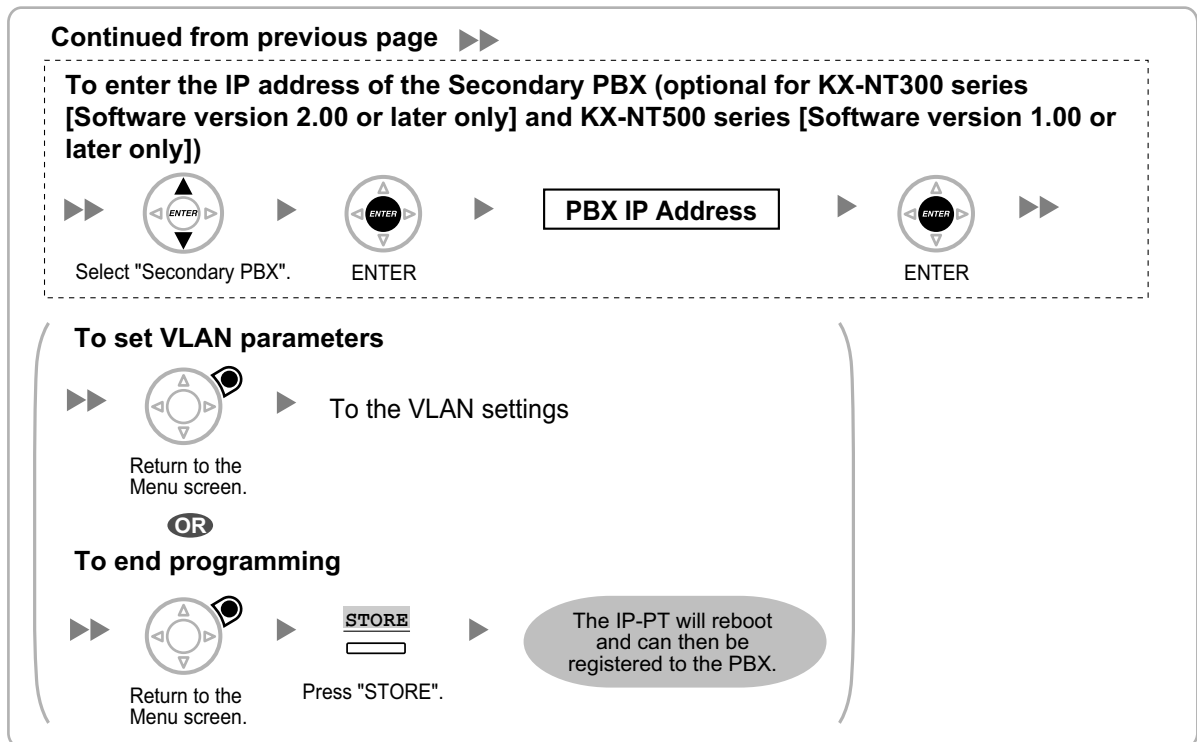 Continued from previous page
To enter the IP address of the Secondary PBX (optional for KX-NT300 series
[Software version 2.00 or later only] and KX-NT500 series [Software version 1.00 or
later only])
ENTER
ENTER
PBX IP Address
ENTER
Select "Secondary PBX".
ENTER
ENTER
To set VLAN parameters
To the VLAN settings
Return to the
Menu screen.
OR
To end programming
STORE
The IP-PT will reboot
and can then be
registered to the PBX.
Return to the
Menu screen.
Press "STORE".